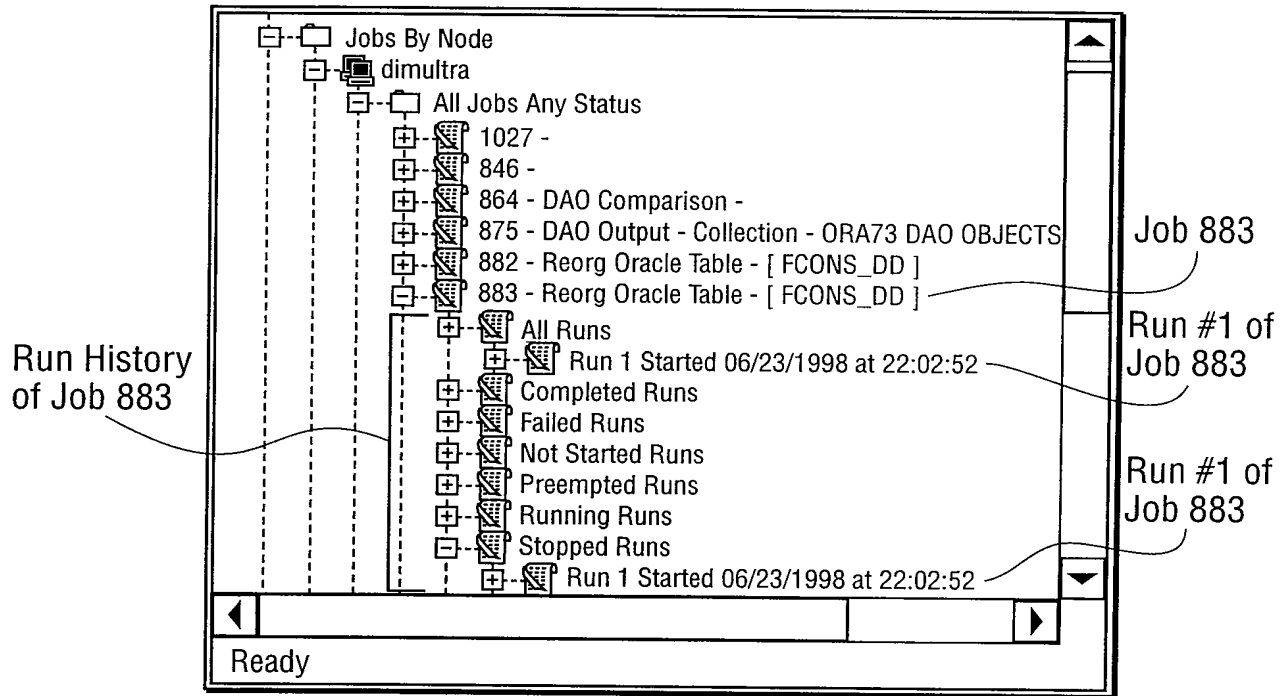 Jobs By Node
dimultra
All Jobs Any Status
1027 -
846 -
864 - DAO Comparison -
875 - DAO Output - Collection - ORA73 DAO OBJECTS
882 - Reorg Oracle Table - [ FCONS_DD ]
883 - Reorg Oracle Table - [ FCONS_DD ]
All Runs
Run 1 Started 06/23/1998 at 22:02:52
Completed Runs
Failed Runs
Not Started Runs
Preempted Runs
Running Runs
Stopped Runs
Run 1 Started 06/23/1998 at 22:02:52
Ready
Run History
of Job 883
Job 883
Run #1 of
Job 883
Run #1 of
Job 883